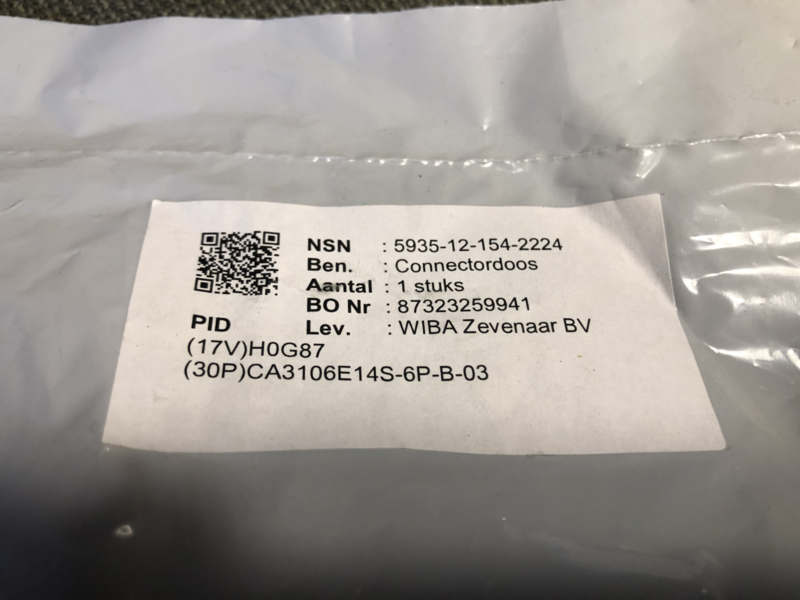 NSN : 5935-12-154-2224
Ben. : Connectordoos
Aantal : 1 stuks
BO Nr : 87323259941
PID Lev. : WIBA Zevenaar BV
(17V)H0G87
(30P)CA3106E14S-6P-B-03